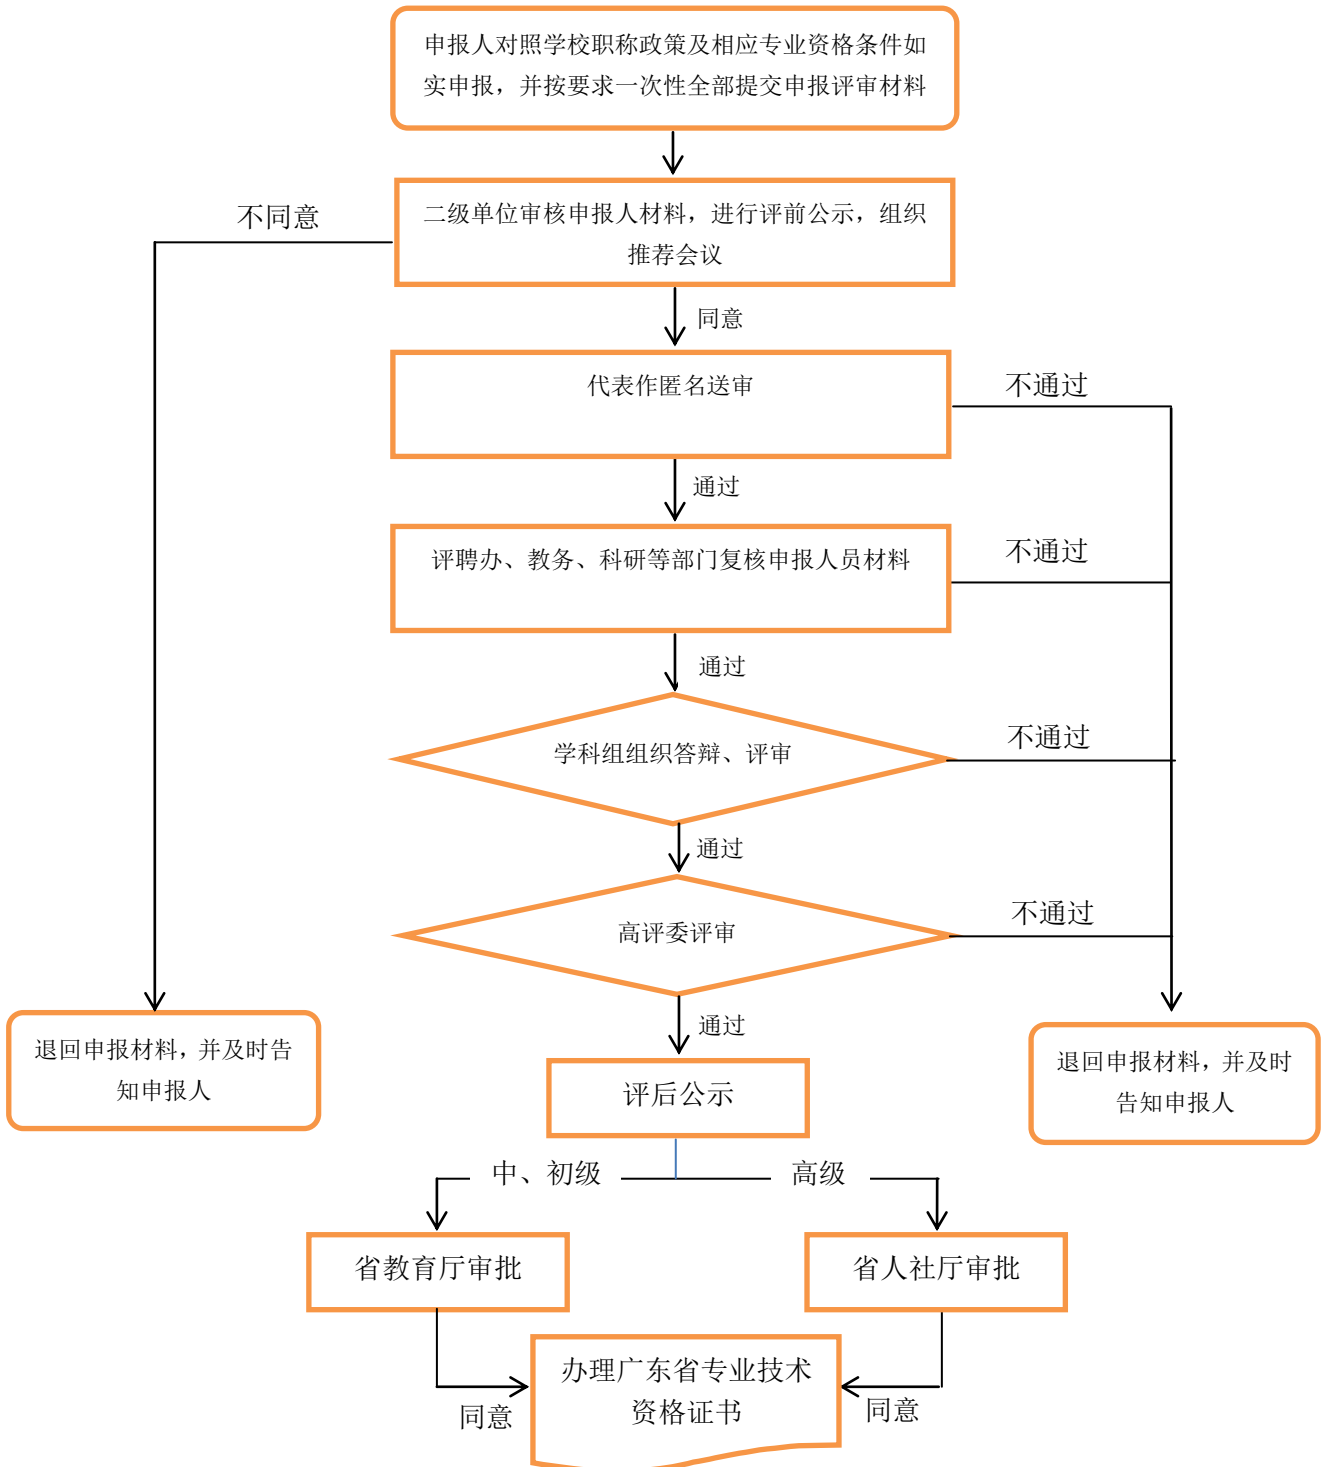 申报人对照学校职称政策及相应专业资格条件如
实申报，并按要求一次性全部提交申报评审材料
不同意
二级单位审核申报人材料，进行评前公示，组织
推荐会议
同意
代表作匿名送审
不通过
通过
评聘办、教务、科研等部门复核申报人员材料
不通过
通过
学科组组织答辩、评审
不通过
通过
高评委评审
不通过
通过
退回申报材料，并及时告
知申报人
退回申报材料，并及时
告知申报人
评后公示
中、初级
高级
省教育厅审批
省人社厅审批
办理广东省专业技术
资格证书
同意
同意